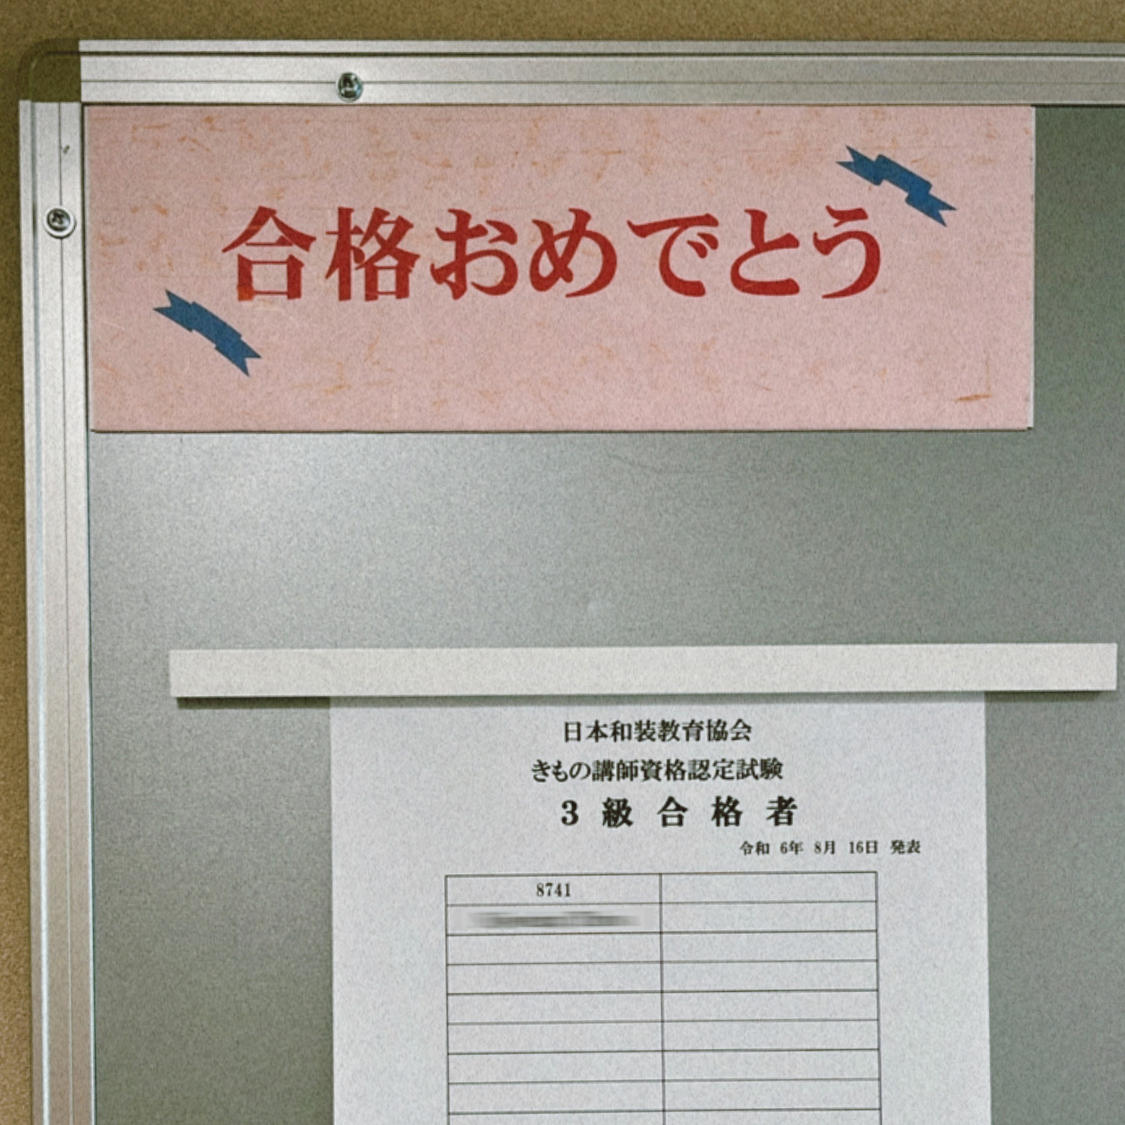 合格おめでとう
日本和装教育協会
きもの講師資格認定試験
3 級 合 格 者
令和 6年 8月 16日 発表
8741